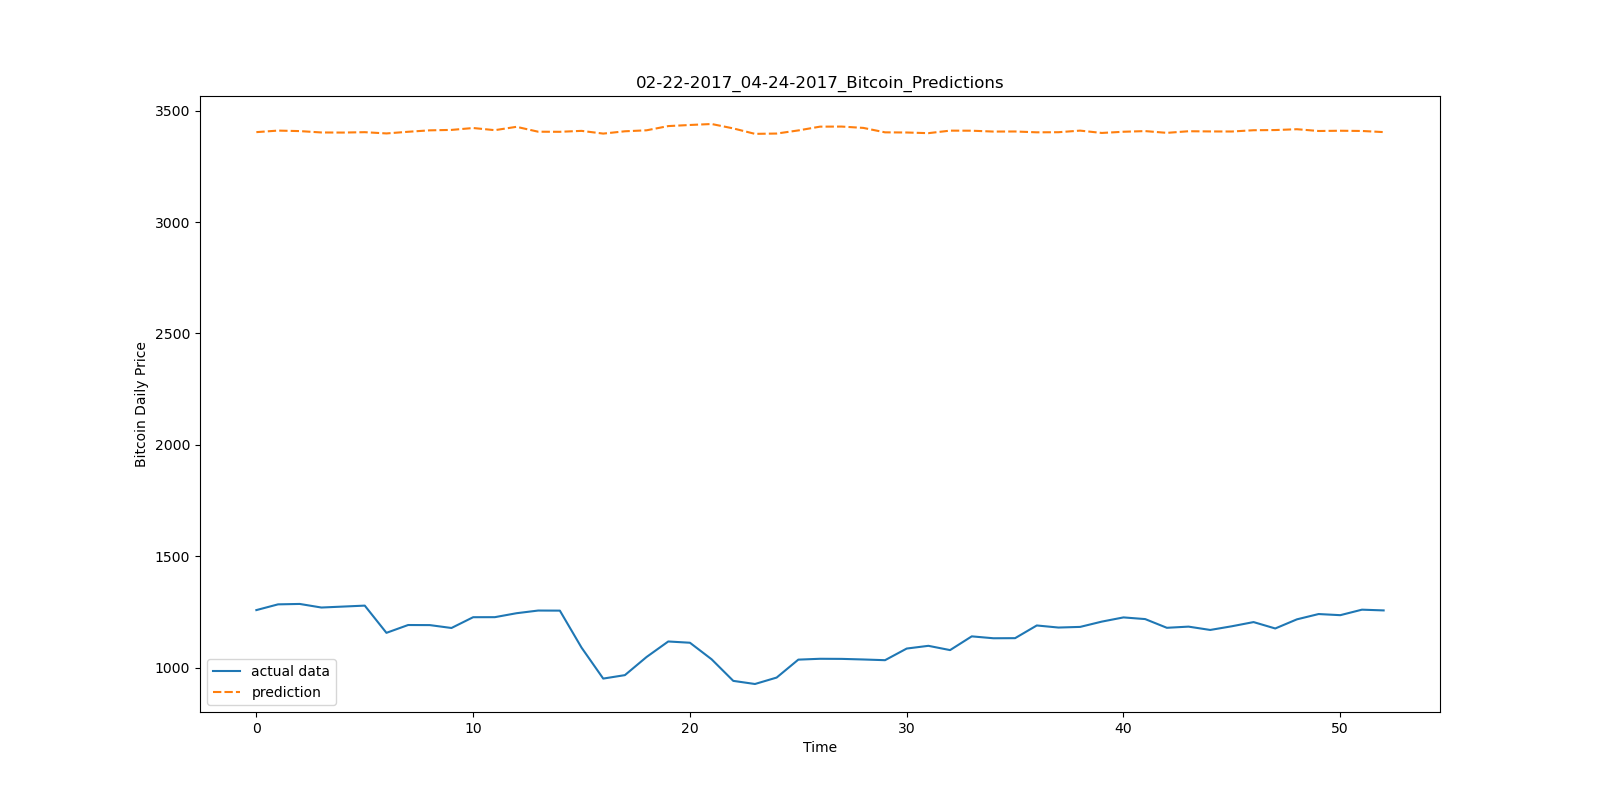 02-22-2017_04-24-2017_Bitcoin_Predictions
3500
3000
2500
2000
1500
1000
Bitcoin Daily Price
actual data
prediction
0 10 20 30 40 50
Time